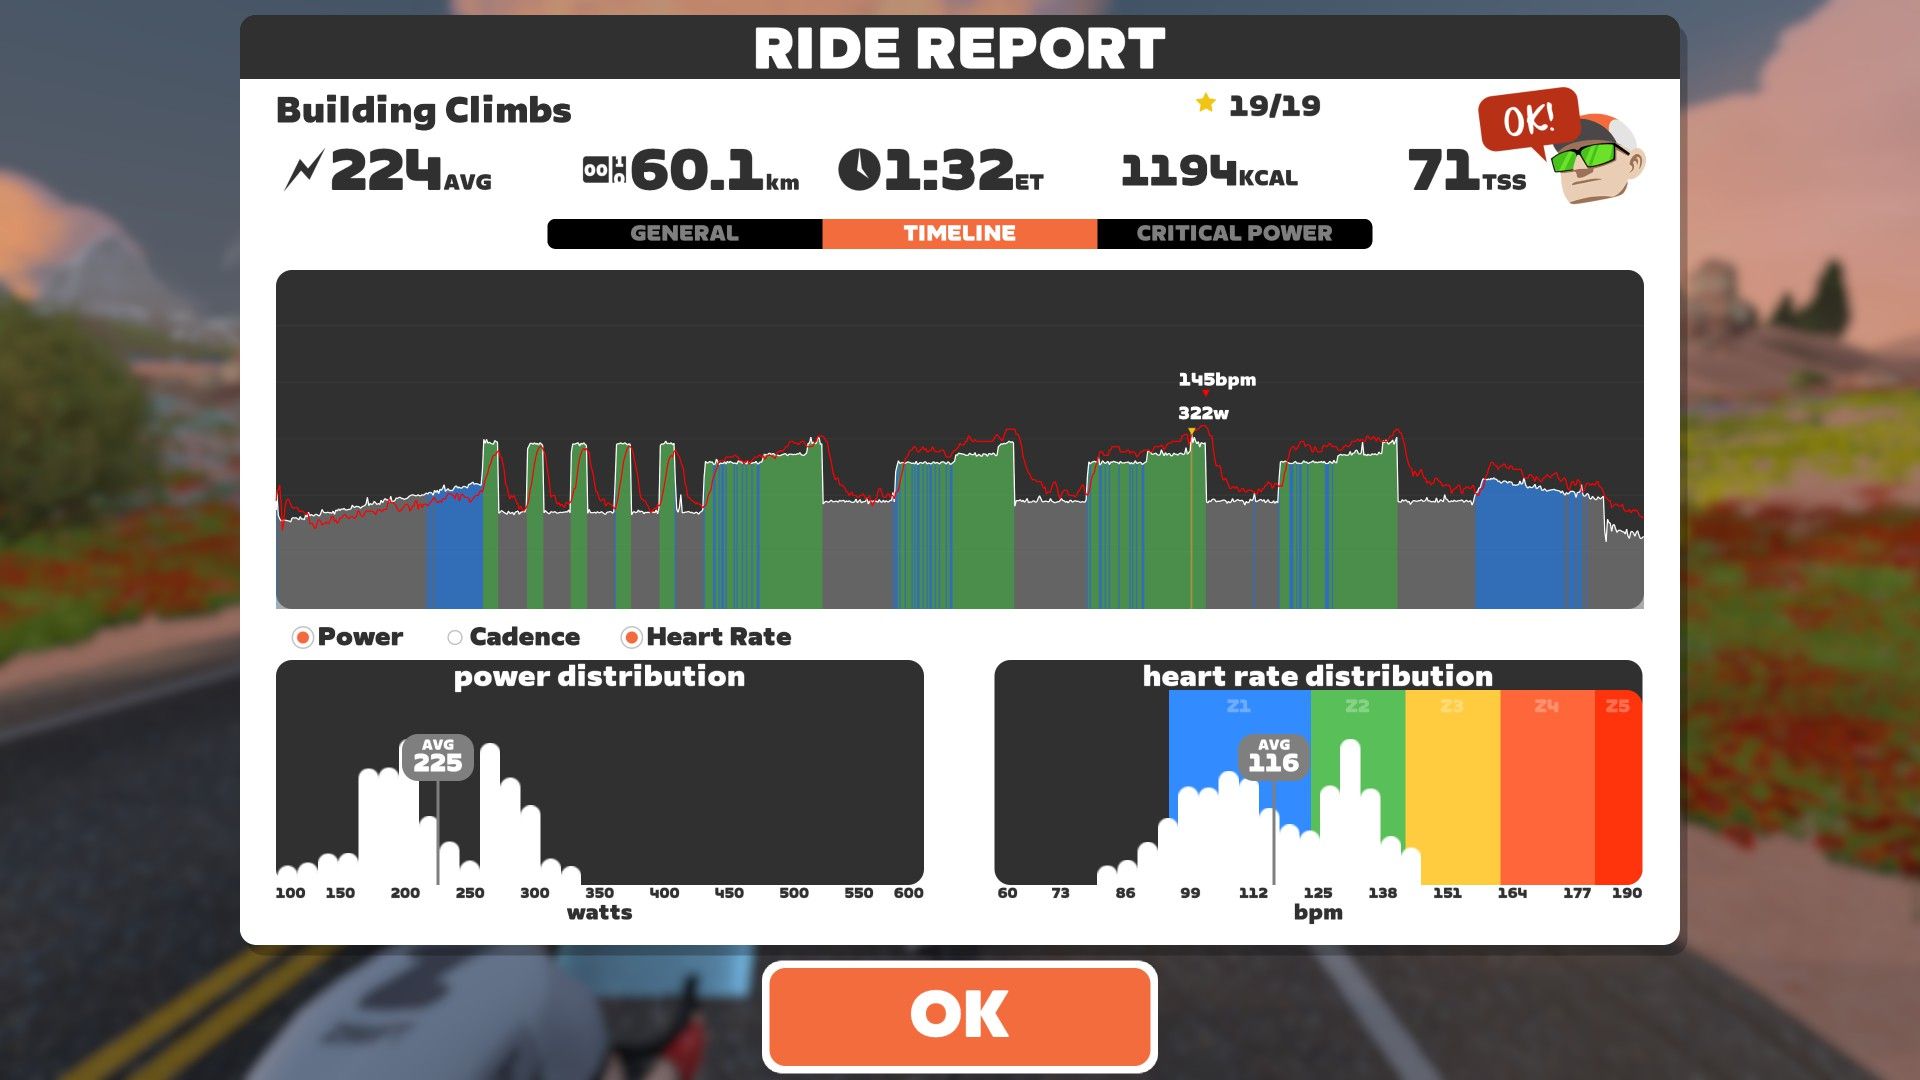 RIDE REPORT
Building Climbs
19/19
OK!
224AVG
60.1km
1:32ET
1194KCAL
71TSS
GENERAL
TIMELINE
CRITICAL POWER
145bpm
322w
Power
Cadence
Heart Rate
power distribution
AVG
225
100 150 200 250 300 350 400 450 500 550 600
watts
heart rate distribution
Z1 Z2 Z3 Z4 Z5
AVG
116
60 73 86 99 112 125 138 151 164 177 190
bpm
OK